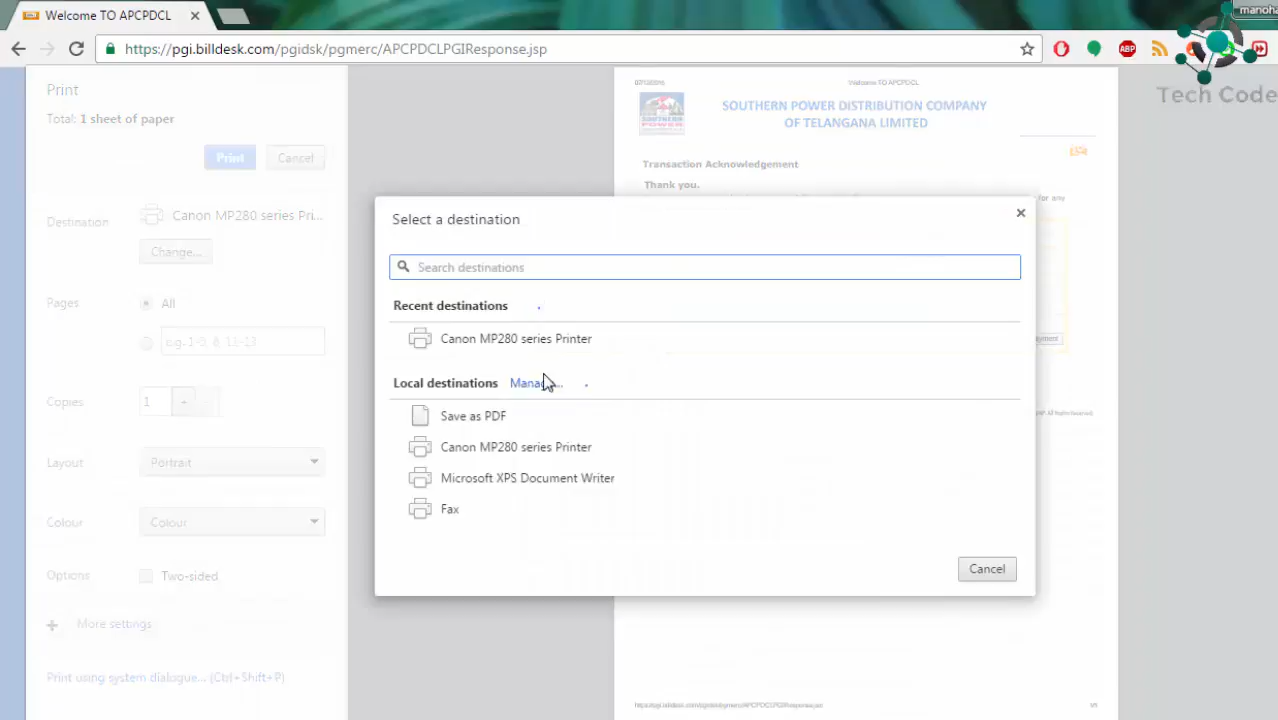 manoha
Welcome TO APCPDCL
https://pgi.billdesk.com/pgidsk/pgmerc/APCPDCLPGIResponse.jsp
ABP
Tech Code
Print
Total: 1 sheet of paper
Print
Cancel
Destination
Canon MP280 series Pri...
Change...
Pages
All
e.g. 1-5, 8, 11-13
Copies
1
Layout
Portrait
Colour
Colour
Options
Two-sided
More settings
Print using system dialogue... (Ctrl+Shift+P)
Welcome TO APCPDCL
SOUTHERN POWER DISTRIBUTION COMPANY
OF TELANGANA LIMITED
Transaction Acknowledgement
Thank you.
for any
Select a destination
Search destinations
Recent destinations
Canon MP280 series Printer
Local destinations
Save as PDF
Canon MP280 series Printer
Microsoft XPS Document Writer
Fax
Cancel